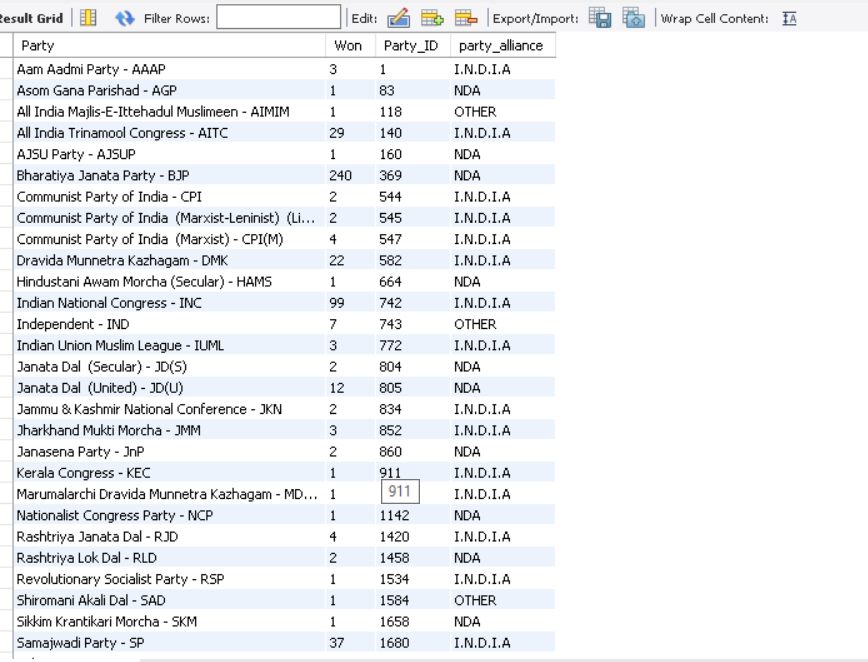 Result Grid Filter Rows: Edit: Export/Import: Wrap Cell Content:
Party Won Party_ID party_alliance
Aam Aadmi Party - AAAP 3 1 I.N.D.I.A
Asom Gana Parishad - AGP 1 83 NDA
All India Majlis-E-Ittehadul Muslimeen - AIMIM 1 118 OTHER
All India Trinamool Congress - AITC 29 140 I.N.D.I.A
AJSU Party - AJSUP 1 160 NDA
Bharatiya Janata Party - BJP 240 369 NDA
Communist Party of India - CPI 2 544 I.N.D.I.A
Communist Party of India (Marxist-Leninist) (Li... 2 545 I.N.D.I.A
Communist Party of India (Marxist) - CPI(M) 4 547 I.N.D.I.A
Dravida Munnetra Kazhagam - DMK 22 582 I.N.D.I.A
Hindustani Awam Morcha (Secular) - HAMS 1 664 NDA
Indian National Congress - INC 99 742 I.N.D.I.A
Independent - IND 7 743 OTHER
Indian Union Muslim League - IUML 3 772 I.N.D.I.A
Janata Dal (Secular) - JD(S) 2 804 NDA
Janata Dal (United) - JD(U) 12 805 NDA
Jammu & Kashmir National Conference - JKN 2 834 I.N.D.I.A
Jharkhand Mukti Morcha - JMM 3 852 I.N.D.I.A
Janasena Party - JnP 2 860 NDA
Kerala Congress - KEC 1 911 I.N.D.I.A
Marumalarchi Dravida Munnetra Kazhagam - MD... 1 911 I.N.D.I.A
Nationalist Congress Party - NCP 1 1142 NDA
Rashtriya Janata Dal - RJD 4 1420 I.N.D.I.A
Rashtriya Lok Dal - RLD 2 1458 NDA
Revolutionary Socialist Party - RSP 1 1534 I.N.D.I.A
Shiromani Akali Dal - SAD 1 1584 OTHER
Sikkim Krantikari Morcha - SKM 1 1658 NDA
Samajwadi Party - SP 37 1680 I.N.D.I.A